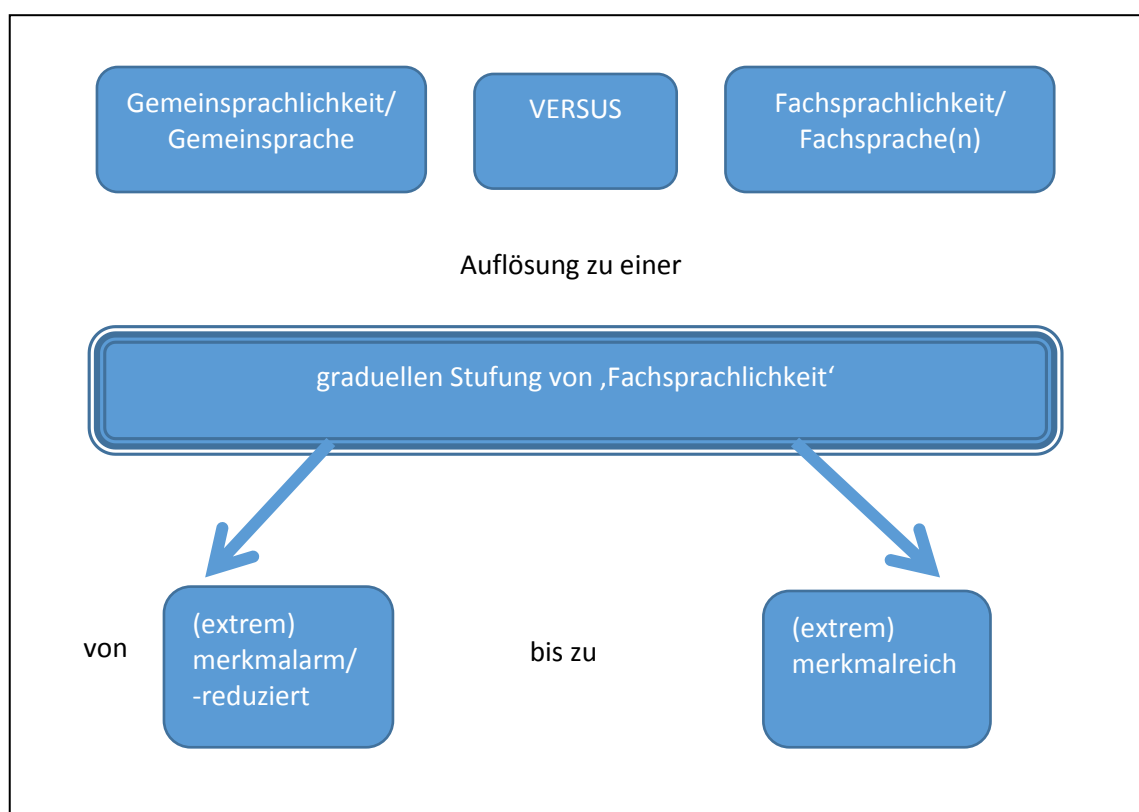 Gemeinsprachlichkeit/
Gemeinsprache
VERSUS
Fachsprachlichkeit/
Fachsprache(n)
Auflösung zu einer
graduellen Stufung von ‚Fachsprachlichkeit‘
von
(extrem)
merkmalarm/
-reduziert
bis zu
(extrem)
merkmalreich